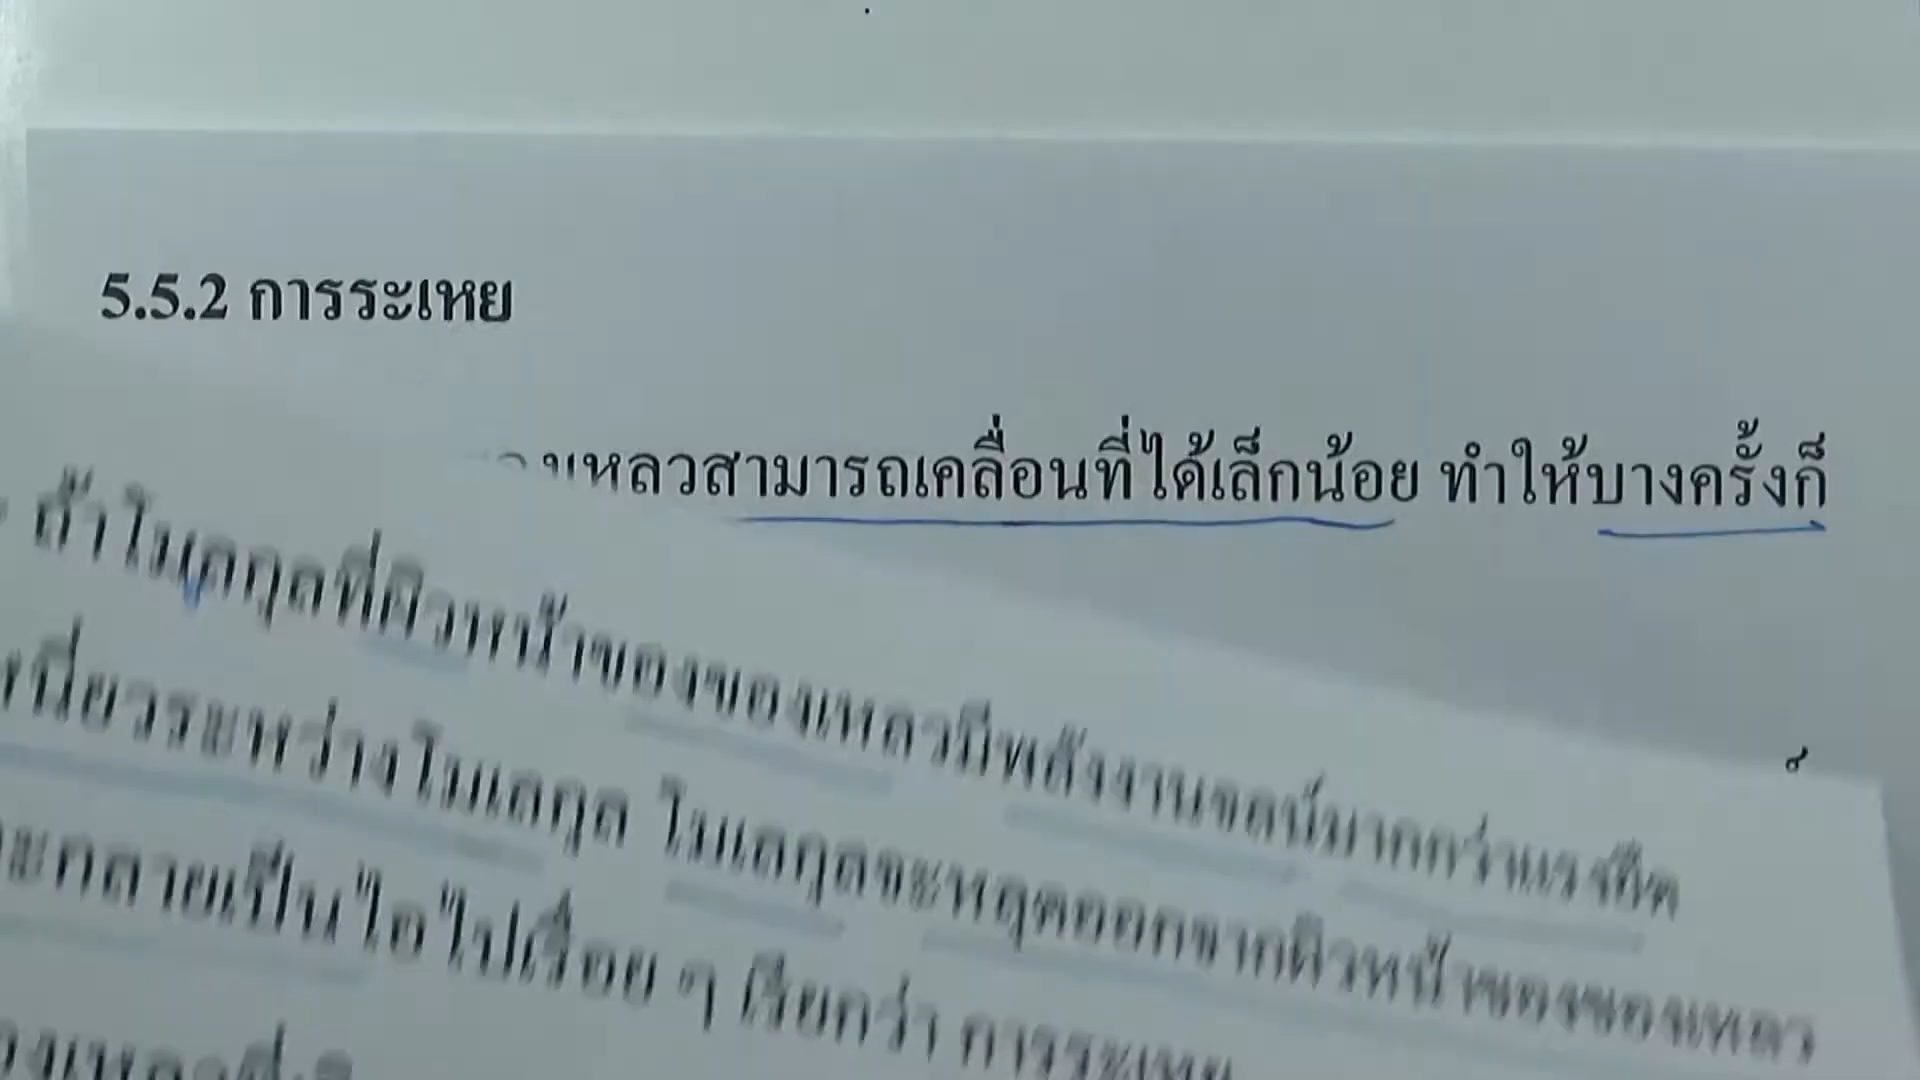 5.5.2 การระเหย
งเหลวสามารถเคลื่อนที่ได้เล็กน้อย ทำให้บางครั้งก็
ถ้าโมเลกุลที่ผิวหน้าของของเหลวมีพลังงานจลน์มากกว่าแรงยึด
หนี่ยวระหว่างโมเลกุล โมเลกุลจะหลุดออกจากผิวหน้าของของเหลว
จะกลายเป็นไอไปเรื่อย ๆ เรียกว่า การระเหย